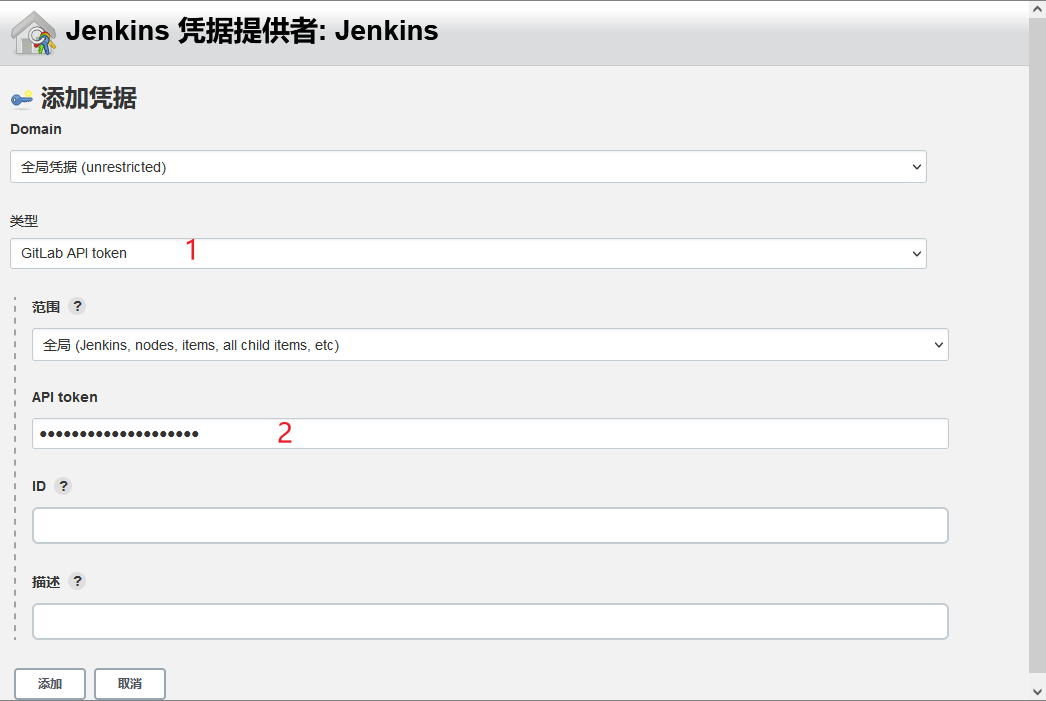 Jenkins 凭据提供者: Jenkins
添加凭据
Domain
全局凭据 (unrestricted)
类型
GitLab API token 1
范围 ?
全局 (Jenkins, nodes, items, all child items, etc)
API token
•••••••••••••••••••• 2
ID ?
描述 ?
添加 取消